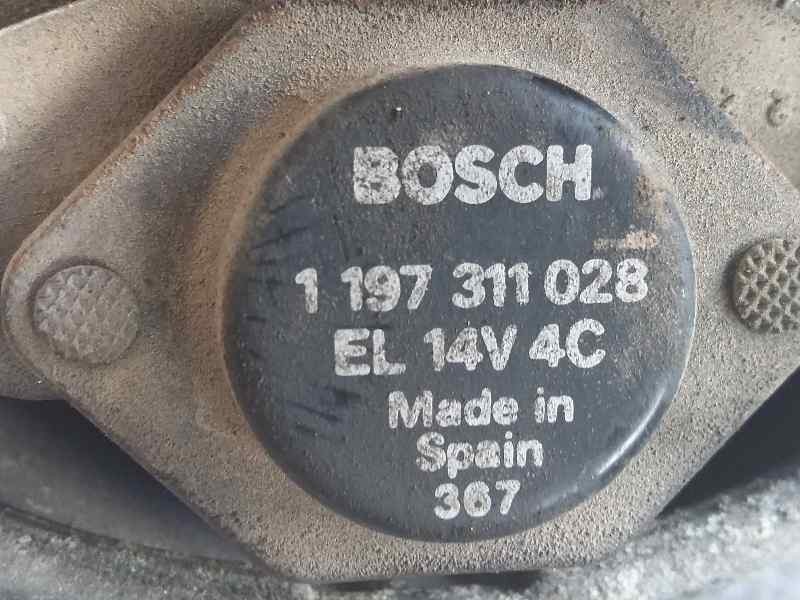 BOSCH
1 197 311 028
EL 14V 4C
Made in
Spain
367